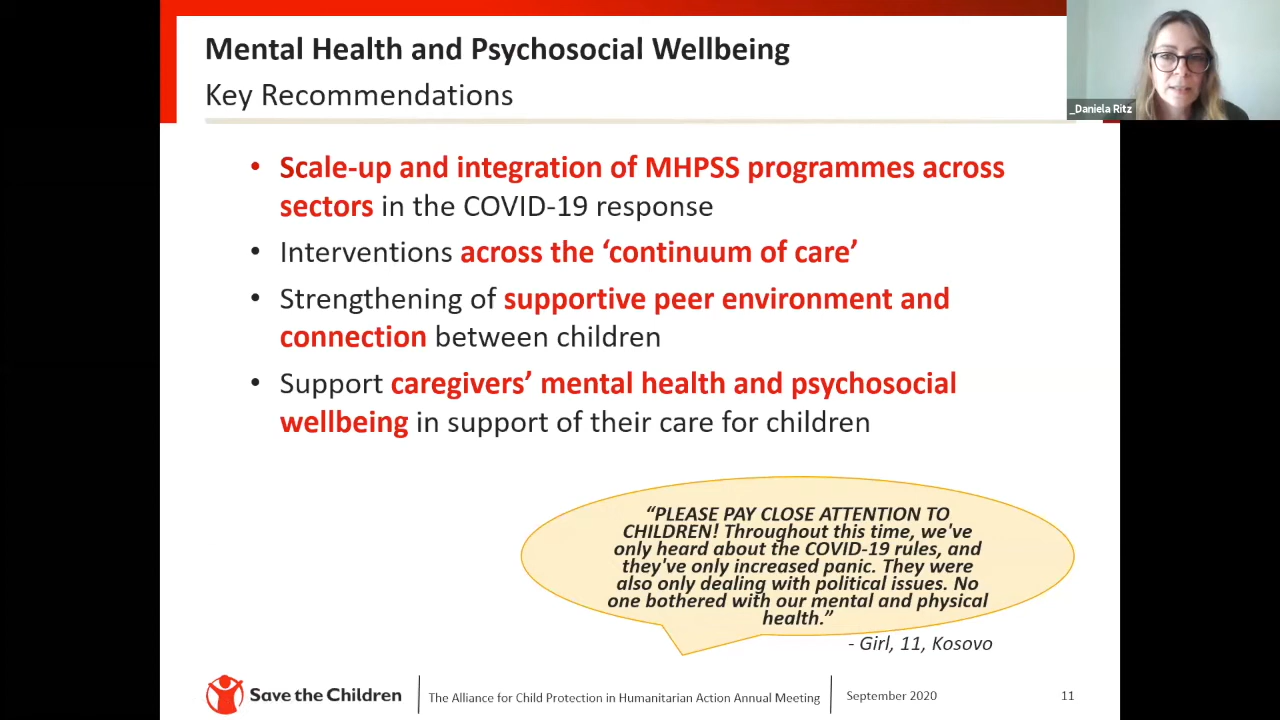 Mental Health and Psychosocial Wellbeing
Key Recommendations
_Daniela Ritz
• Scale-up and integration of MHPSS programmes across
sectors in the COVID-19 response
• Interventions across the ‘continuum of care’
• Strengthening of supportive peer environment and
connection between children
• Support caregivers’ mental health and psychosocial
wellbeing in support of their care for children
“PLEASE PAY CLOSE ATTENTION TO
CHILDREN! Throughout this time, we've
only heard about the COVID-19 rules, and
they've only increased panic. They were
also only dealing with political issues. No
one bothered with our mental and physical
health.”
- Girl, 11, Kosovo
Save the Children
The Alliance for Child Protection in Humanitarian Action Annual Meeting
September 2020
11